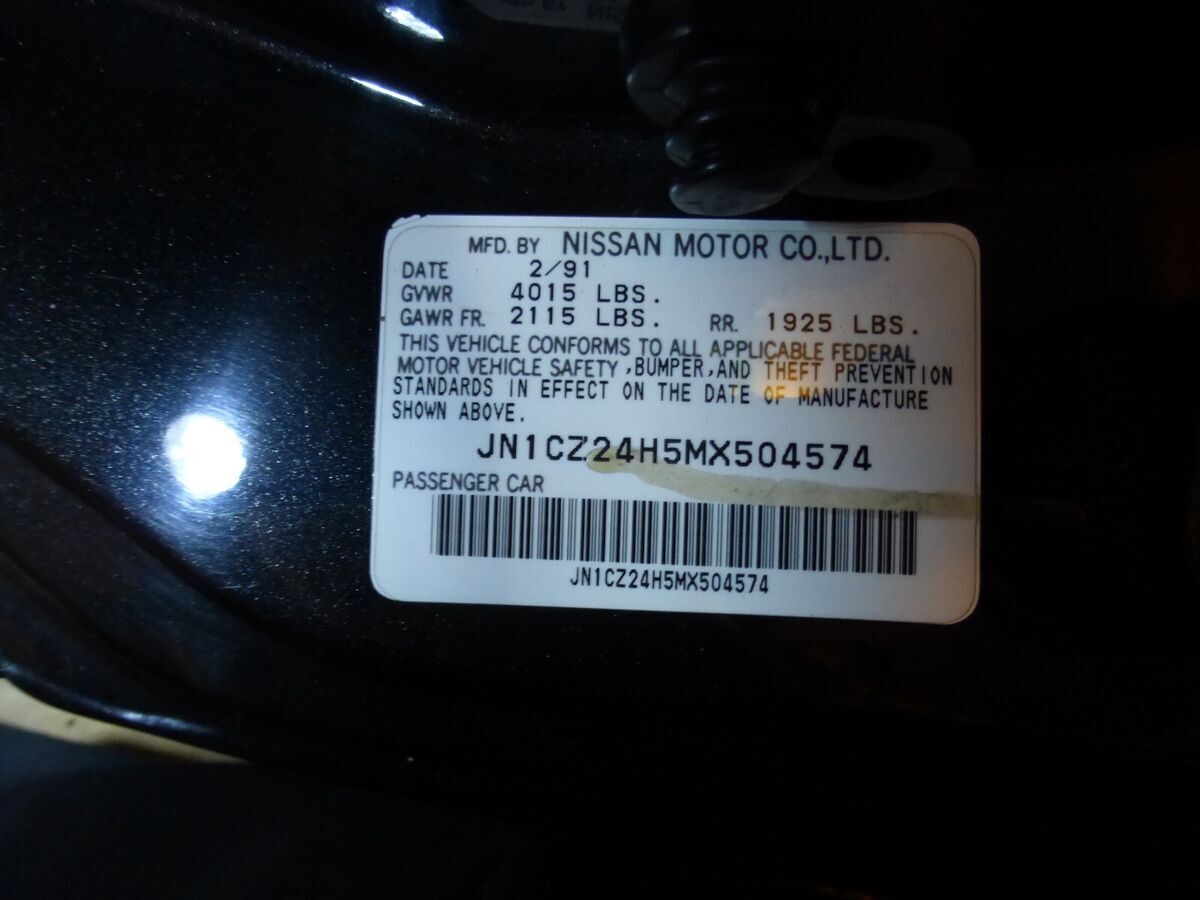 MFD. BY NISSAN MOTOR CO.,LTD.
DATE 2/91
GVWR 4015 LBS.
GAWR FR. 2115 LBS. RR. 1925 LBS.
THIS VEHICLE CONFORMS TO ALL APPLICABLE FEDERAL
MOTOR VEHICLE SAFETY ,BUMPER,AND THEFT PREVENTION
STANDARDS IN EFFECT ON THE DATE OF MANUFACTURE
SHOWN ABOVE.
JN1CZ24H5MX504574
PASSENGER CAR
JN1CZ24H5MX504574